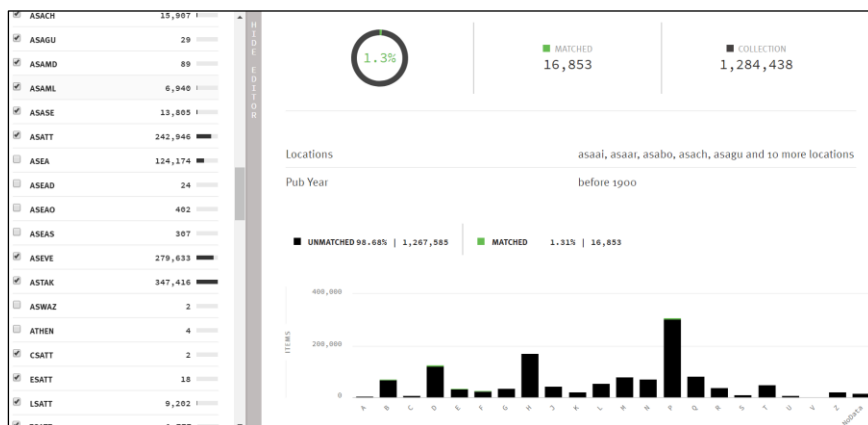 ASACH 15,907
ASAGU 29
ASAMD 89
ASAML 6,940
ASASE 13,805
ASATT 242,946
ASEA 124,174
ASEAD 24
ASEAO 402
ASEAS 307
ASEVE 279,633
ASTAK 347,416
ASWAZ 2
ATHEN 4
CSATT 2
ESATT 18
LSATT 9,202
HIDE EDITOR
1.3%
MATCHED
16,853
COLLECTION
1,284,438
Locations asaai, asaar, asabo, asach, asagu and 10 more locations
Pub Year before 1900
UNMATCHED 98.68% | 1,267,585 MATCHED 1.31% | 16,853
400,000
200,000
0
ITEMS
A B C D E F G H J K L M N P Q R S T U V Z NoData